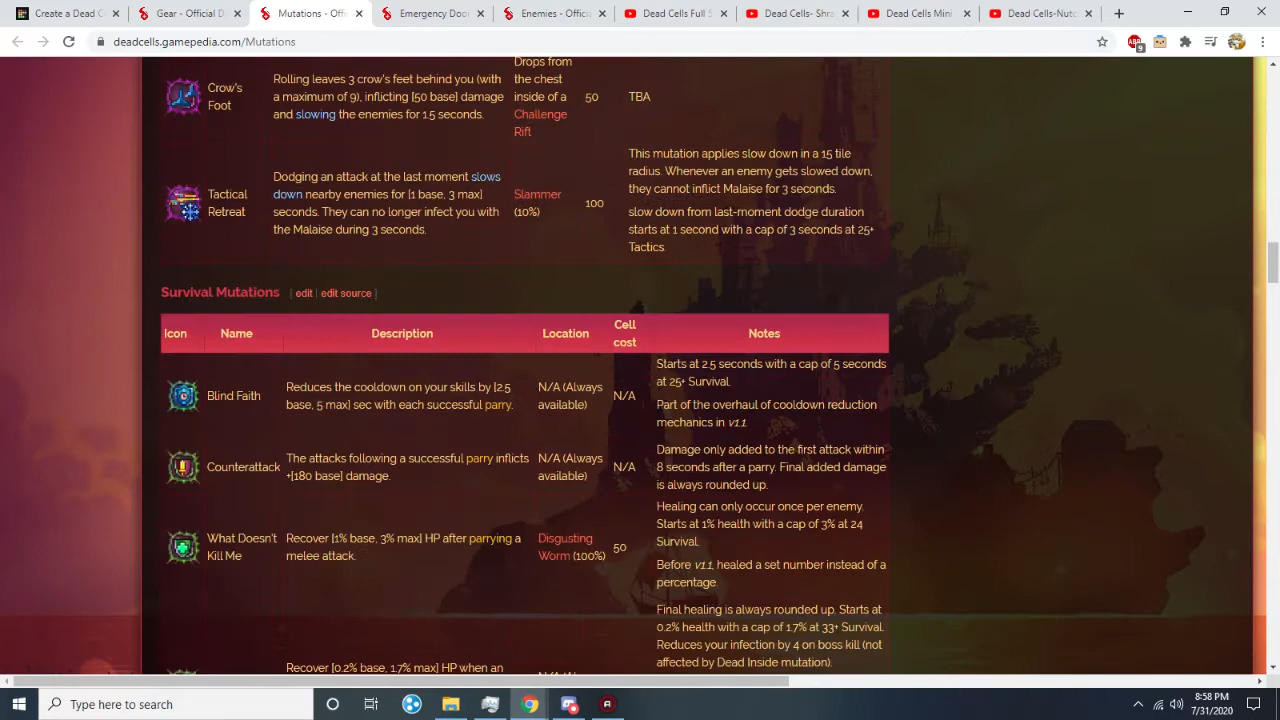 Create a Dead C
Gear - Official D
Mutations - Offi
Emergency Door
Enemies - Officia
Dead Cells Full S
Dead Cells- Shra
Dead Cells Mini
Dead Cells-Nutc
deadcells.gamepedia.com/Mutations
ABP
9
Crow's
Foot
Rolling leaves 3 crow's feet behind you (with
a maximum of 9), inflicting [50 base] damage
and slowing the enemies for 1.5 seconds.
Drops from
the chest
inside of a
Challenge
Rift
50
TBA
Tactical
Retreat
Dodging an attack at the last moment slows
down nearby enemies for [1 base, 3 max]
seconds. They can no longer infect you with
the Malaise during 3 seconds.
Slammer
(10%)
100
This mutation applies slow down in a 15 tile
radius. Whenever an enemy gets slowed down,
they cannot inflict Malaise for 3 seconds.
slow down from last-moment dodge duration
starts at 1 second with a cap of 3 seconds at 25+
Tactics.
Survival Mutations [ edit | edit source ]
Icon
Name
Description
Location
Cell
cost
Notes
Blind Faith
Reduces the cooldown on your skills by [2.5
base, 5 max] sec with each successful parry.
N/A (Always
available)
N/A
Starts at 2.5 seconds with a cap of 5 seconds
at 25+ Survival.
Part of the overhaul of cooldown reduction
mechanics in v1.1.
Counterattack
The attacks following a successful parry inflicts
+[180 base] damage.
N/A (Always
available)
N/A
Damage only added to the first attack within
8 seconds after a parry. Final added damage
is always rounded up.
What Doesn't
Kill Me
Recover [1% base, 3% max] HP after parrying a
melee attack.
Disgusting
Worm (100%)
50
Healing can only occur once per enemy.
Starts at 1% health with a cap of 3% at 24
Survival.
Before v1.1, healed a set number instead of a
percentage.
Recover [0.2% base, 1.7% max] HP when an
Final healing is always rounded up. Starts at
0.2% health with a cap of 1.7% at 33+ Survival.
Reduces your infection by 4 on boss kill (not
affected by Dead Inside mutation).
Type here to search
8:58 PM
7/31/2020